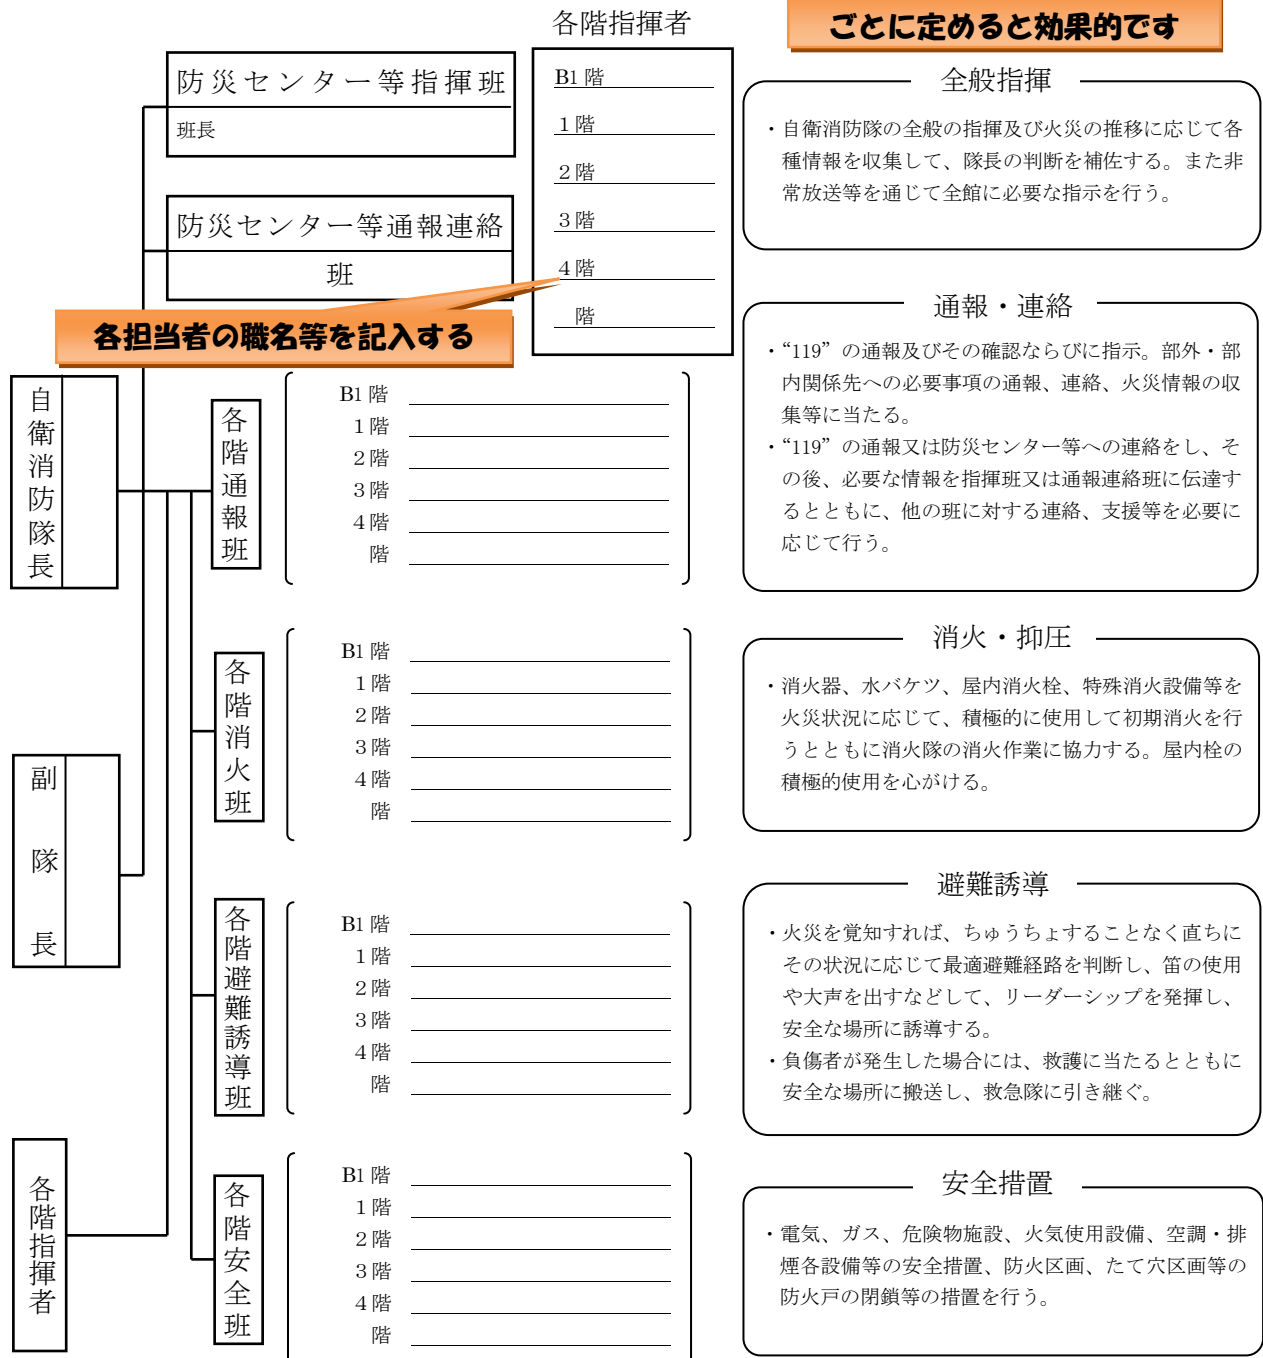 各階指揮者
ごとに定めると効果的です
防災センター等指揮班
班長
防災センター等通報連絡
班
B1 階
1 階
2 階
3 階
4 階
階
各担当者の職名等を記入する
全般指揮
・自衛消防隊の全般の指揮及び火災の推移に応じて各
種情報を収集して、隊長の判断を補佐する。また非
常放送等を通じて全館に必要な指示を行う。
通報・連絡
・“119”の通報及びその確認ならびに指示。部外・部
内関係先への必要事項の通報、連絡、火災情報の収
集等に当たる。
・“119”の通報又は防災センター等への連絡をし、そ
の後、必要な情報を指揮班又は通報連絡班に伝達す
るとともに、他の班に対する連絡、支援等を必要に
応じて行う。
自衛消防隊長
各階通報班
B1 階
1 階
2 階
3 階
4 階
階
各階消火班
B1 階
1 階
2 階
3 階
4 階
階
消火・抑圧
・消火器、水バケツ、屋内消火栓、特殊消火設備等を
火災状況に応じて、積極的に使用して初期消火を行
うとともに消火隊の消火作業に協力する。屋内栓の
積極的使用を心がける。
副隊長
各階避難誘導班
B1 階
1 階
2 階
3 階
4 階
階
避難誘導
・火災を覚知すれば、ちゅうちょすることなく直ちに
その状況に応じて最適避難経路を判断し、笛の使用
や大声を出すなどして、リーダーシップを発揮し、
安全な場所に誘導する。
・負傷者が発生した場合には、救護に当たるとともに
安全な場所に搬送し、救急隊に引き継ぐ。
各階指揮者
各階安全班
B1 階
1 階
2 階
3 階
4 階
階
安全措置
・電気、ガス、危険物施設、火気使用設備、空調・排
煙各設備等の安全措置、防火区画、たて穴区画等の
防火戸の閉鎖等の措置を行う。